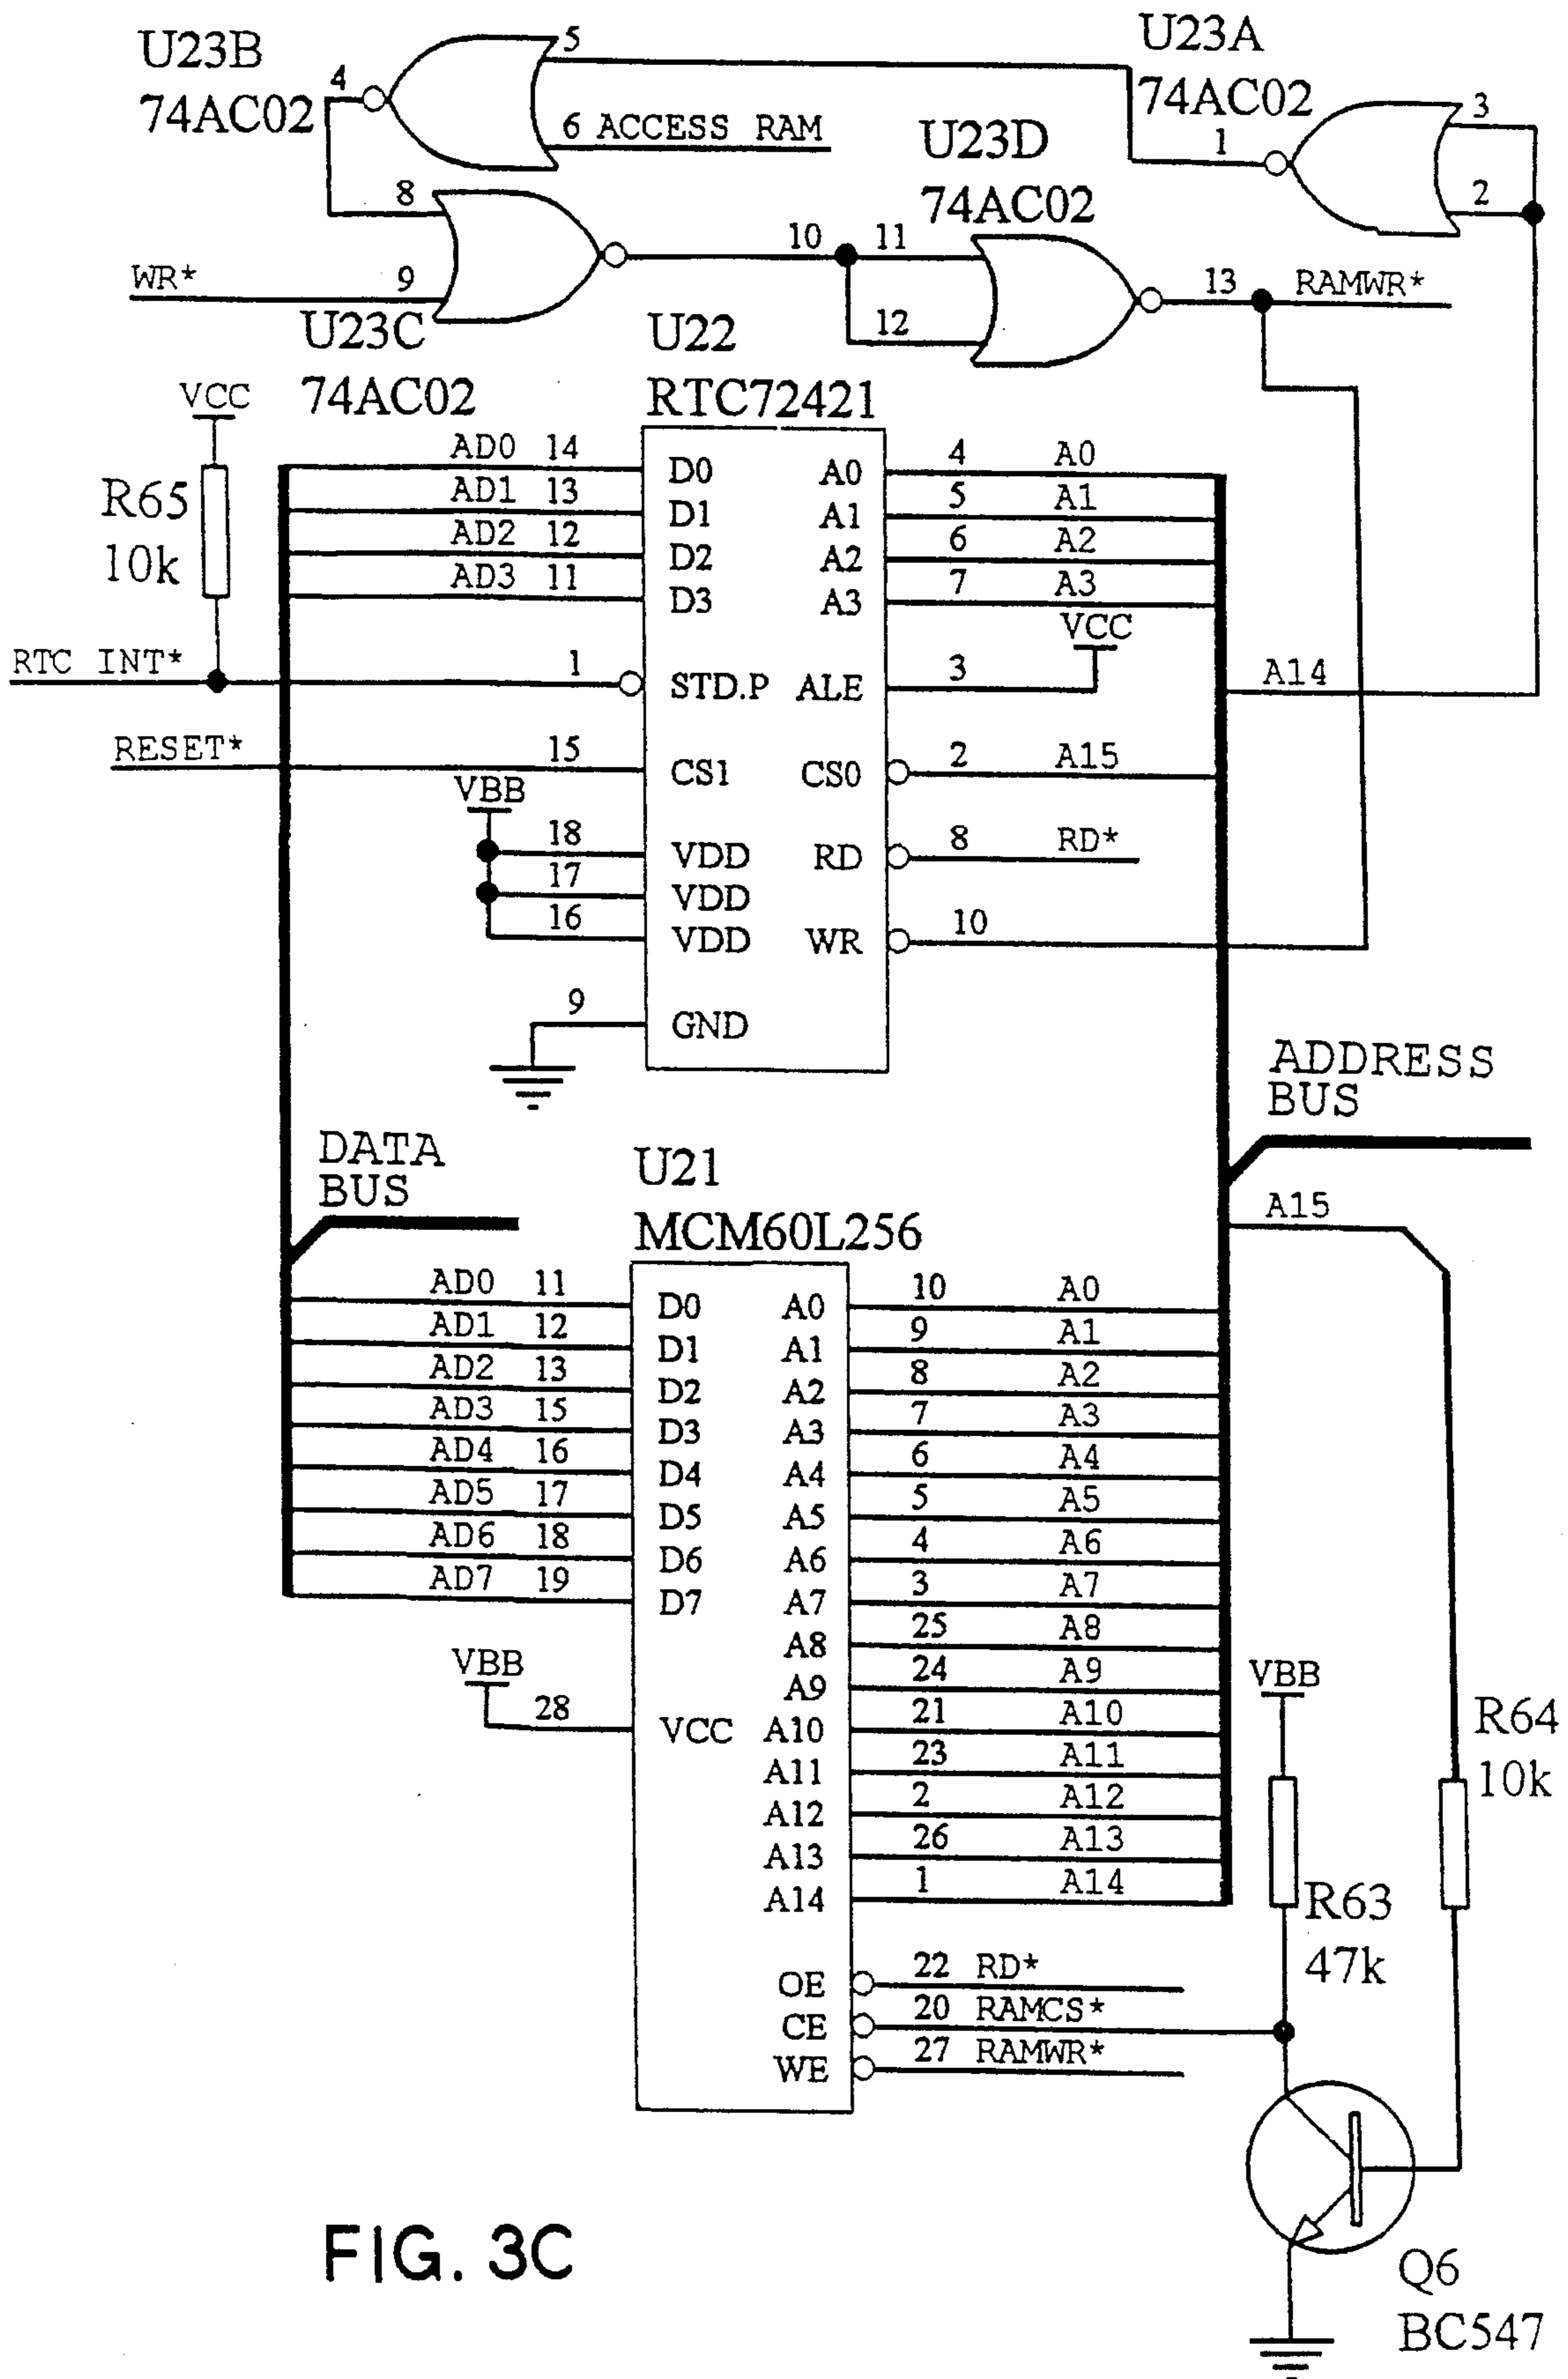 U23B
74AC02
4
5
6 ACCESS RAM
U23A
74AC02
1
3
2
U23D
74AC02
8
WR* 9
U23C
74AC02
10 11
12
13 RAMWR*
VCC
R65
10k
U22
RTC72421
AD0 14 D0 A0 4 A0
AD1 13 D1 A1 5 A1
AD2 12 D2 A2 6 A2
AD3 11 D3 A3 7 A3
VCC
RTC INT* 1 STD.P ALE 3
A14
RESET* 15 CS1 CS0 2 A15
VBB
18 VDD RD 8 RD*
17 VDD
16 VDD WR 10
9 GND
ADDRESS
BUS
DATA
BUS
U21
MCM60L256
A15
AD0 11 D0 A0 10 A0
AD1 12 D1 A1 9 A1
AD2 13 D2 A2 8 A2
AD3 15 D3 A3 7 A3
AD4 16 D4 A4 6 A4
AD5 17 D5 A5 5 A5
AD6 18 D6 A6 4 A6
AD7 19 D7 A7 3 A7
A8 25 A8
VBB
A9 24 A9
28 VCC A10 21 A10
A11 23 A11
A12 2 A12
A13 26 A13
A14 1 A14
VBB
R64
10k
R63
47k
OE 22 RD*
CE 20 RAMCS*
WE 27 RAMWR*
Q6
BC547
FIG. 3C